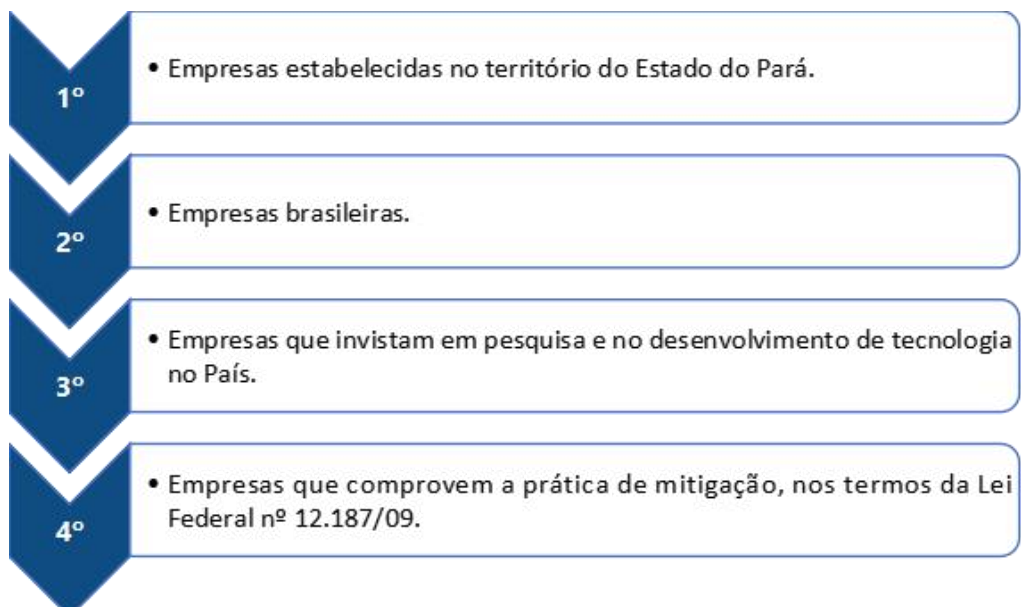 1º
• Empresas estabelecidas no território do Estado do Pará.
2º
• Empresas brasileiras.
3º
• Empresas que invistam em pesquisa e no desenvolvimento de tecnologia
no País.
4º
• Empresas que comprovem a prática de mitigação, nos termos da Lei
Federal nº 12.187/09.